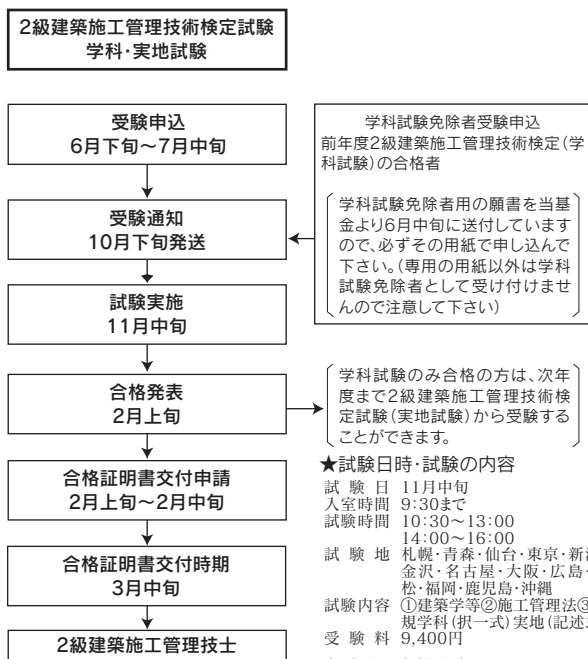 2級建築施工管理技術検定試験
学科・実地試験
受験申込
6月下旬～7月中旬
受験通知
10月下旬発送
試験実施
11月中旬
合格発表
2月上旬
合格証明書交付申請
2月上旬～2月中旬
合格証明書交付時期
3月中旬
2級建築施工管理技士
学科試験免除者受験申込
前年度2級建築施工管理技術検定(学
科試験)の合格者
学科試験免除者用の願書を当基
金より6月中旬に送付しています
ので、必ずその用紙で申し込んで
下さい。(専用の用紙以外は学科
試験免除者として受け付けませ
んので注意して下さい)
学科試験のみ合格の方は、次年
度まで2級建築施工管理技術検
定試験(実地試験)から受験する
ことができます。
★試験日時・試験の内容
試験日 11月中旬
入室時間 9:30まで
試験時間 10:30～13:00
14:00～16:00
試験地 札幌・青森・仙台・東京・新
金沢・名古屋・大阪・広島・
松・福岡・鹿児島・沖縄
試験内容 ①建築学等②施工管理法③
規学科(択一式)実地(記述
受験料 9,400円